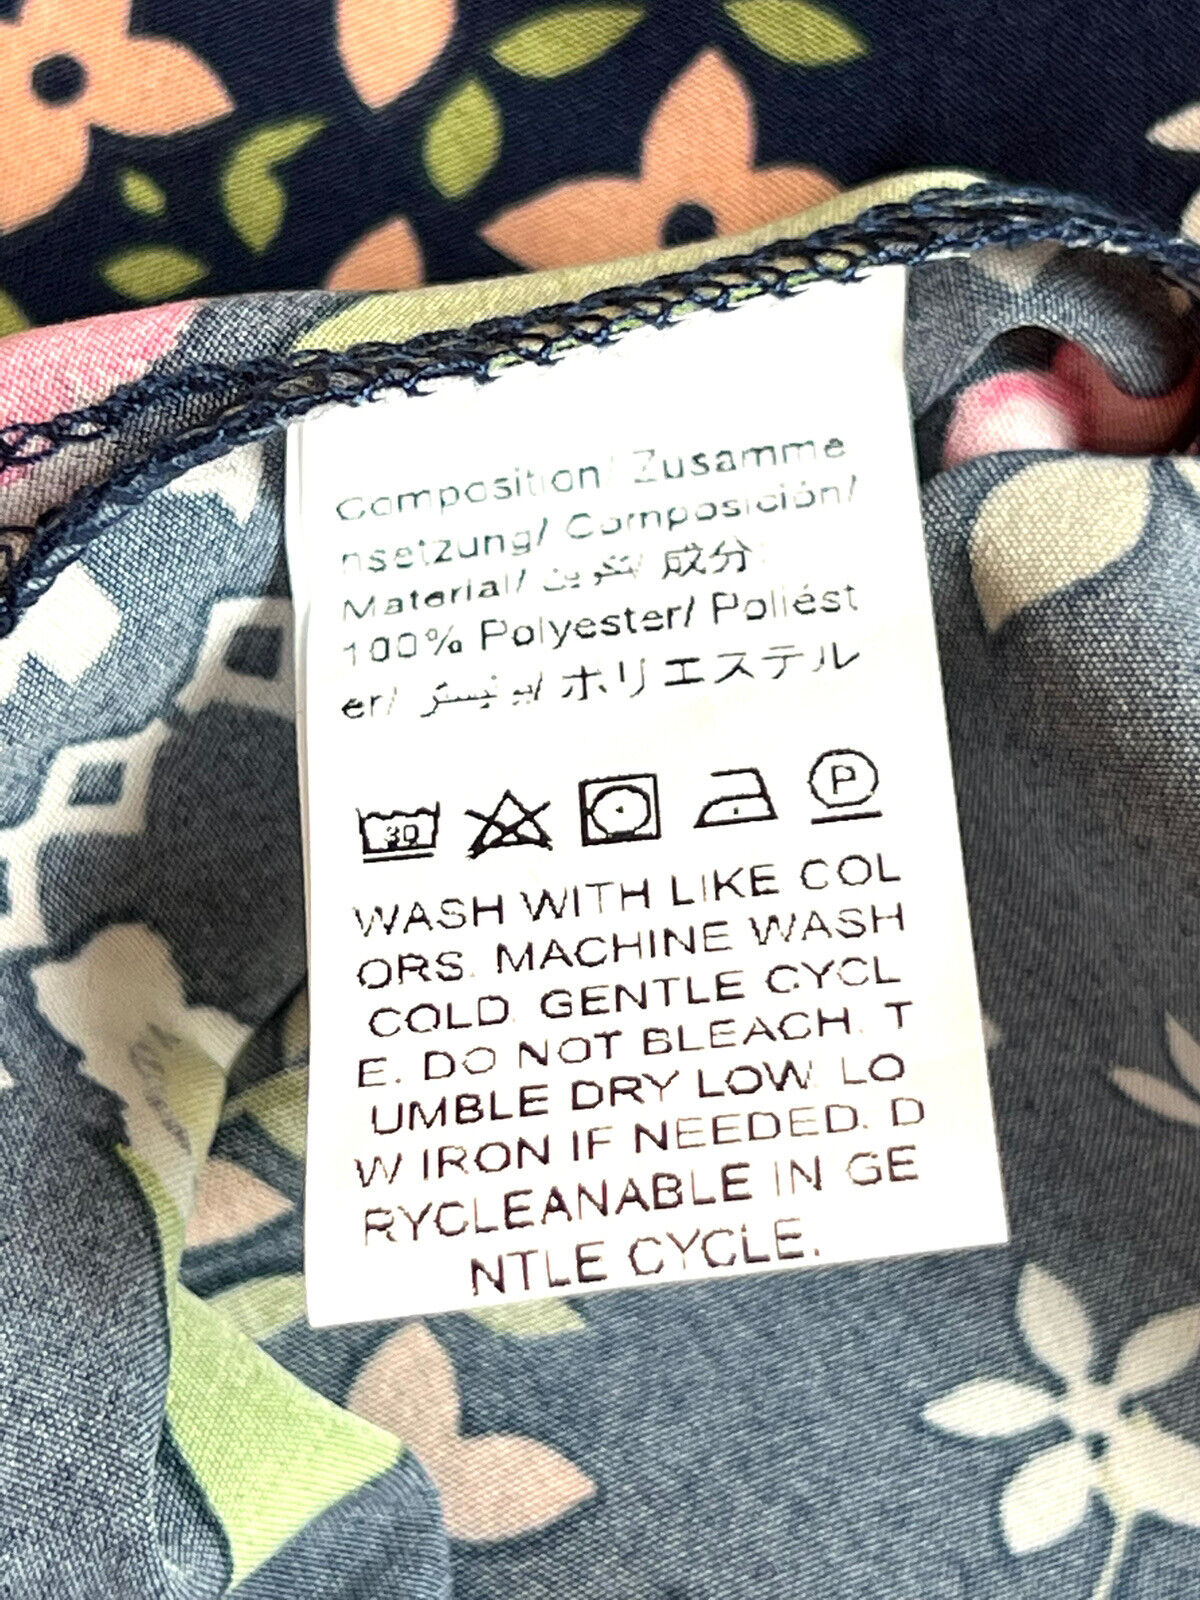 Composition/ Zusamme
nsetzung/ Composición/
Material/ تكوين/ 成分
100% Polyester/ Poliést
er/ بوليستر/ ポリエステル
30
P
WASH WITH LIKE COL
ORS. MACHINE WASH
COLD. GENTLE CYCL
E. DO NOT BLEACH. T
UMBLE DRY LOW. LO
W IRON IF NEEDED. D
RYCLEANABLE IN GE
NTLE CYCLE.